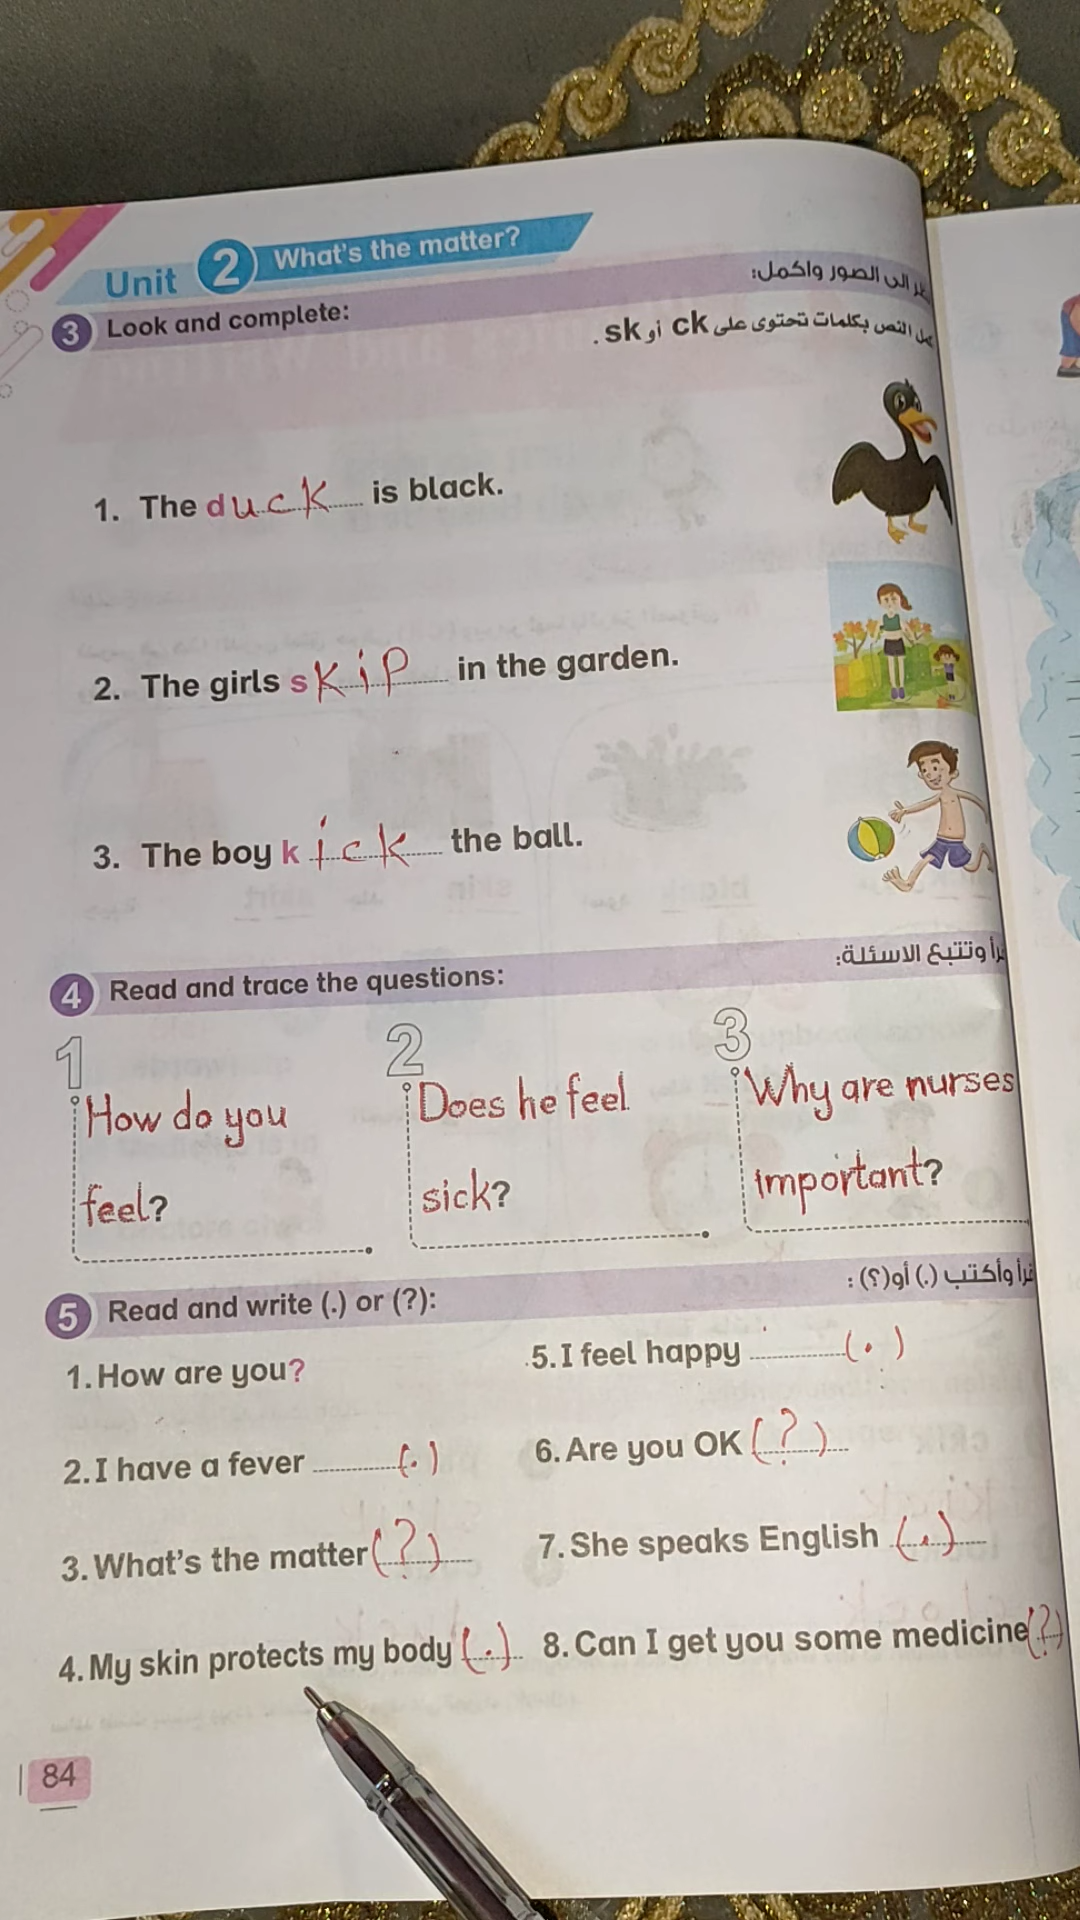 Unit 2 What's the matter?
3 Look and complete: الى الصور واكمل:
النص بكلمات تحتوى على ck أو sk .
1. The duck is black.
2. The girls skip in the garden.
3. The boy kick the ball.
4 Read and trace the questions: وتتبع الاسئلة:
1 2 3
How do you Does he feel Why are nurses
feel? sick? important?
5 Read and write (.) or (?): وأكتب (.) أو(؟) :
1. How are you? 5. I feel happy (.)
2. I have a fever (.) 6. Are you OK (?)
3. What's the matter (?) 7. She speaks English (.)
4. My skin protects my body (.) 8. Can I get you some medicine (?)
84